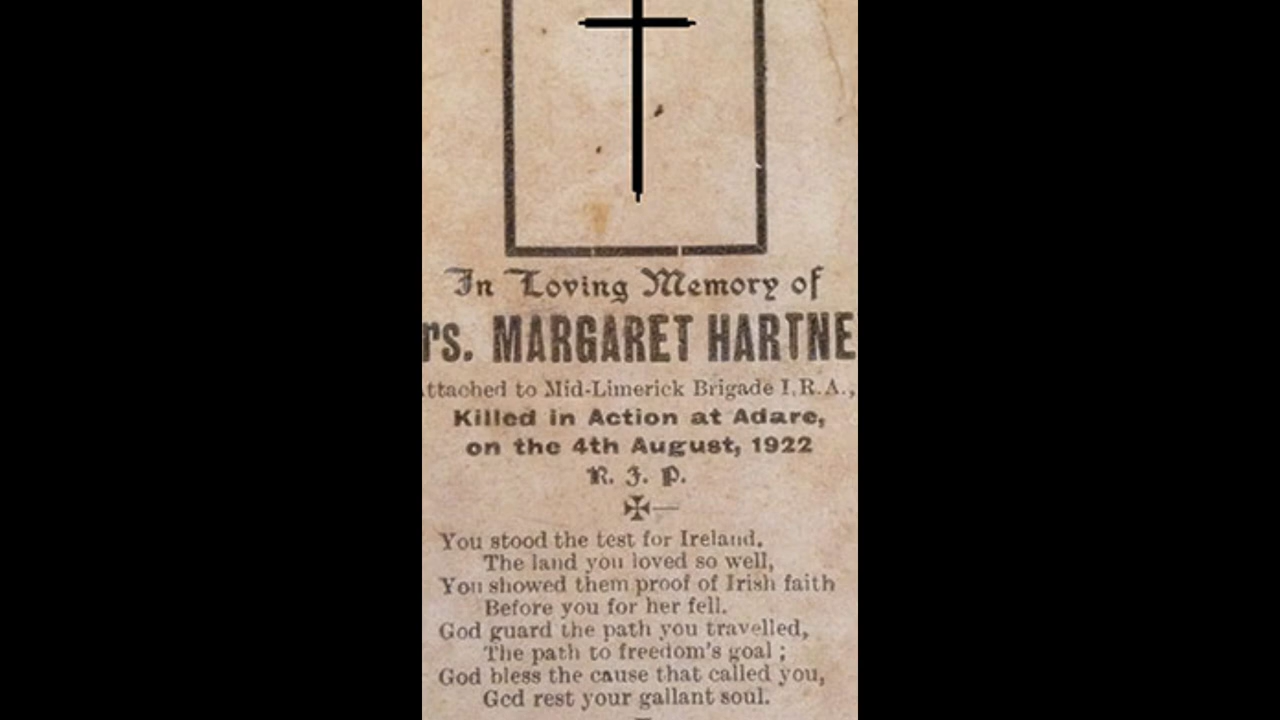 In Loving Memory of
rs. MARGARET HARTNE
ttached to Mid-Limerick Brigade I.R.A.,
Killed in Action at Adare,
on the 4th August, 1922
R. I. P.
You stood the test for Ireland.
The land you loved so well,
You showed them proof of Irish faith
Before you for her fell.
God guard the path you travelled,
The path to freedom's goal ;
God bless the cause that called you,
God rest your gallant soul.